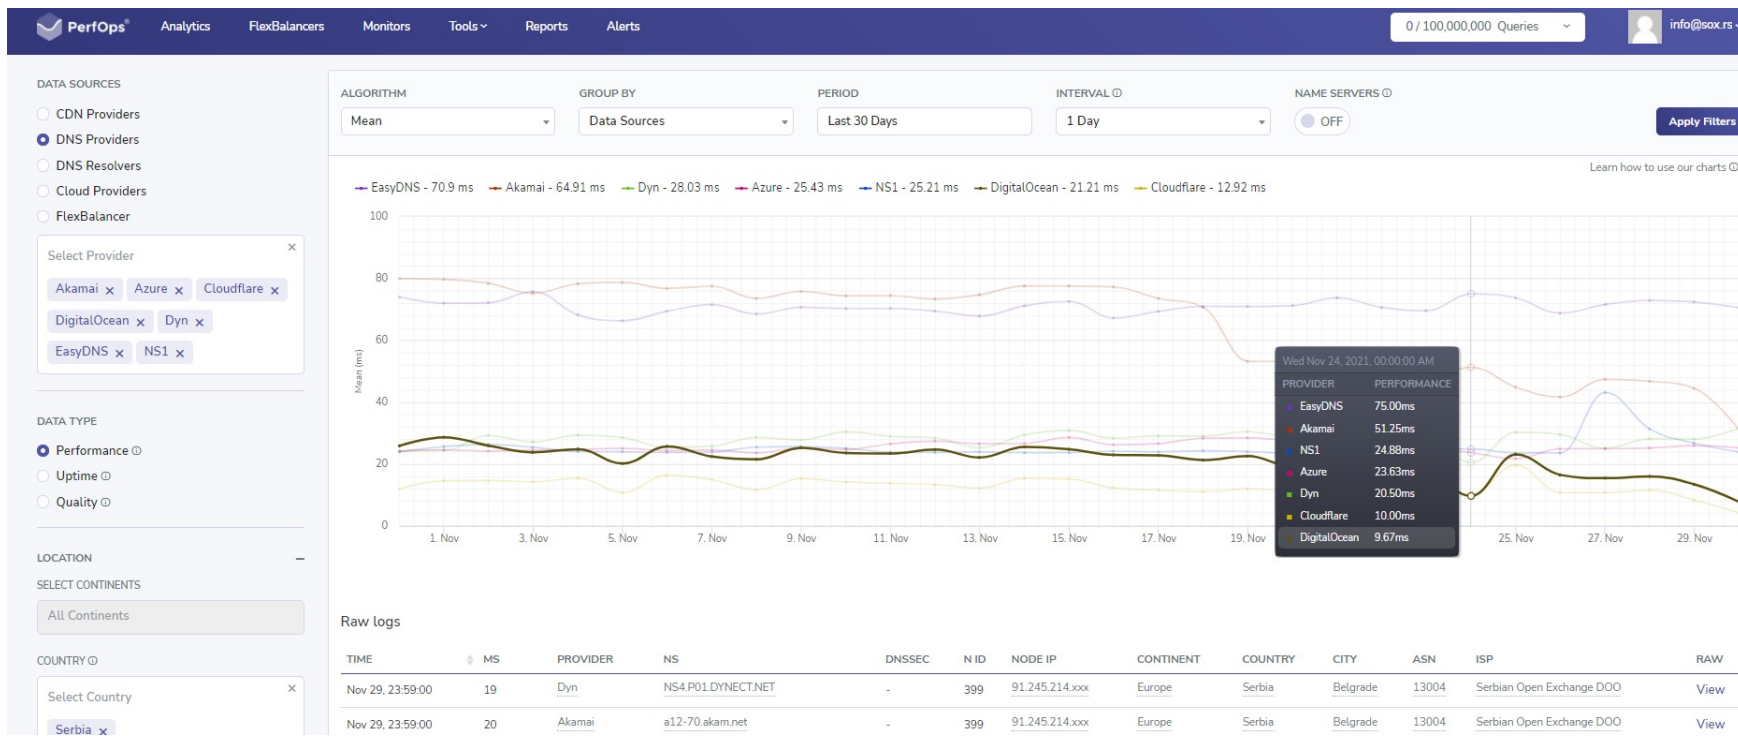 PerfOps® Analytics FlexBalancers Monitors Tools Reports Alerts 0 / 100,000,000 Queries info@sox.rs
DATA SOURCES
CDN Providers
DNS Providers
DNS Resolvers
Cloud Providers
FlexBalancer
Select Provider ×
Akamai × Azure × Cloudflare ×
DigitalOcean × Dyn ×
EasyDNS × NS1 ×
DATA TYPE
Performance
Uptime
Quality
LOCATION –
SELECT CONTINENTS
All Continents
COUNTRY
Select Country ×
Serbia ×
ALGORITHM GROUP BY PERIOD INTERVAL NAME SERVERS
Mean Data Sources Last 30 Days 1 Day OFF Apply Filters
Learn how to use our charts
EasyDNS - 70.9 ms Akamai - 64.91 ms Dyn - 28.03 ms Azure - 25.43 ms NS1 - 25.21 ms DigitalOcean - 21.21 ms Cloudflare - 12.92 ms
100
80
60
40
20
0
Mean (ms)
1. Nov 3. Nov 5. Nov 7. Nov 9. Nov 11. Nov 13. Nov 15. Nov 17. Nov 19. Nov 25. Nov 27. Nov 29. Nov
Wed Nov 24, 2021, 00:00:00 AM
PROVIDER PERFORMANCE
EasyDNS 75.00ms
Akamai 51.25ms
NS1 24.88ms
Azure 23.63ms
Dyn 20.50ms
Cloudflare 10.00ms
DigitalOcean 9.67ms
Raw logs
TIME MS PROVIDER NS DNSSEC N ID NODE IP CONTINENT COUNTRY CITY ASN ISP RAW
Nov 29, 23:59:00 19 Dyn NS4.P01.DYNECT.NET - 399 91.245.214.xxx Europe Serbia Belgrade 13004 Serbian Open Exchange DOO View
Nov 29, 23:59:00 20 Akamai a12-70.akam.net - 399 91.245.214.xxx Europe Serbia Belgrade 13004 Serbian Open Exchange DOO View